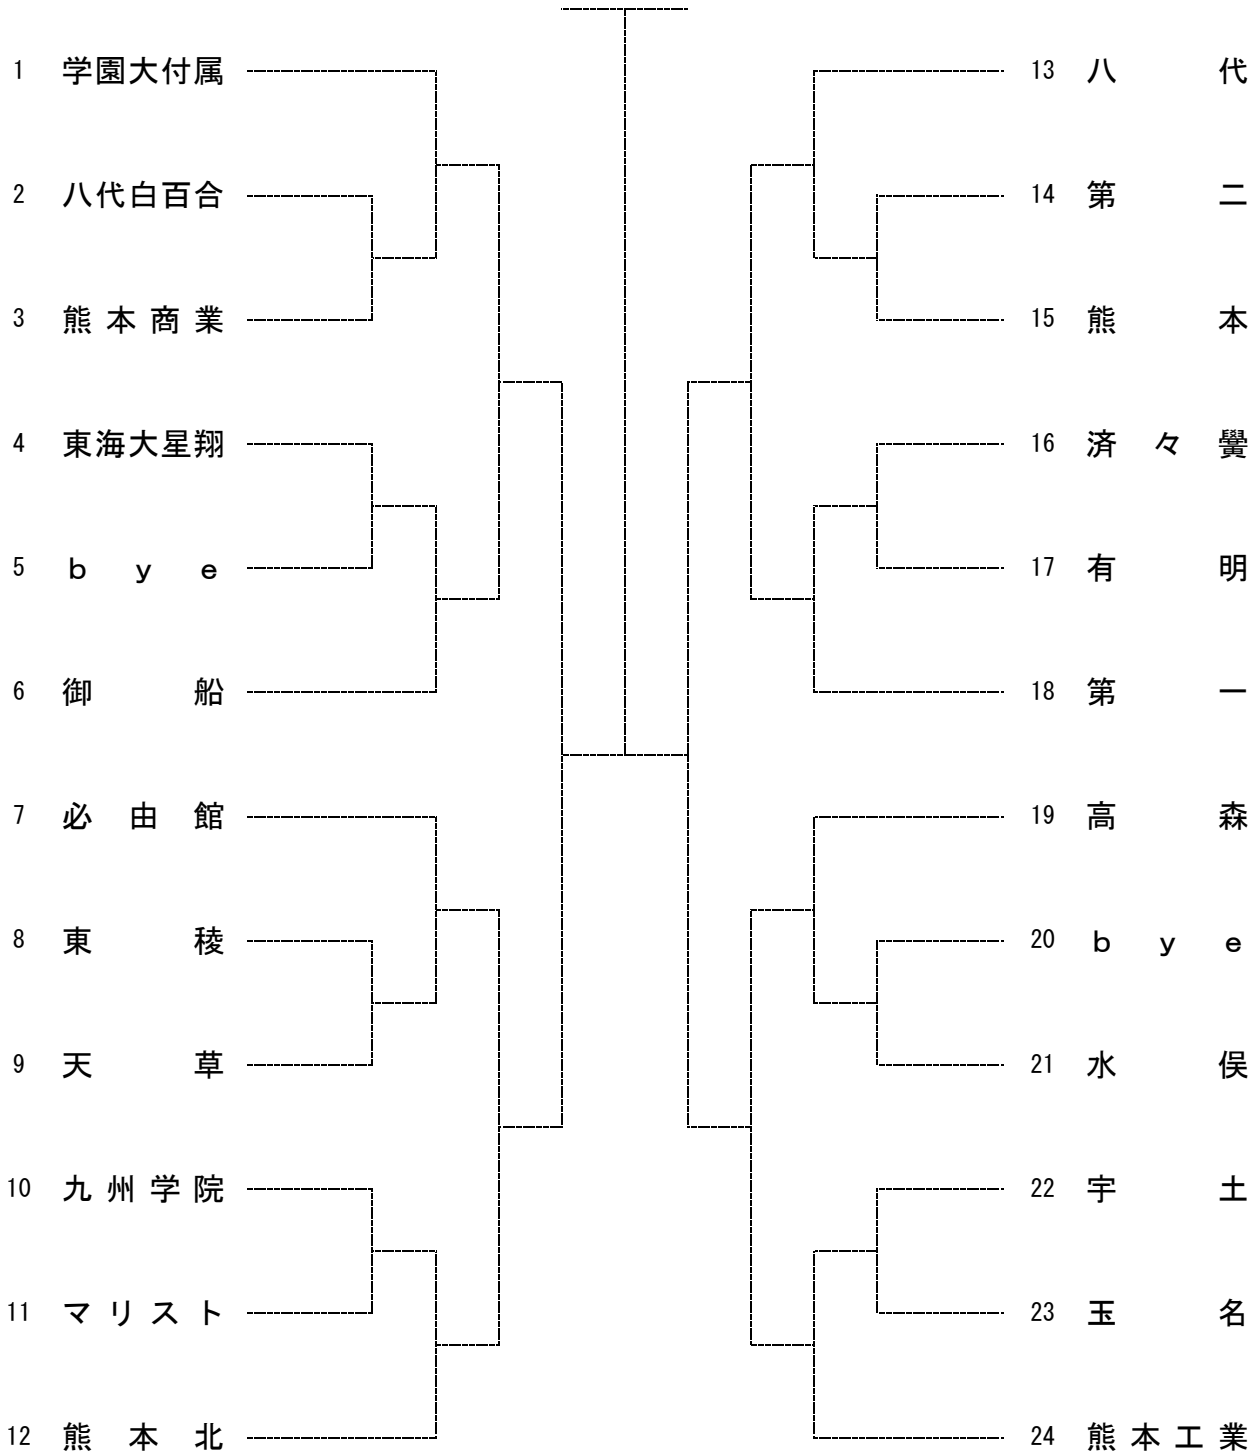 1 学園大付属
2 八代白百合
3 熊本商業
4 東海大星翔
5 ｂｙｅ
6 御船
7 必由館
8 東稜
9 天草
10 九州学院
11 マリスト
12 熊本北
13 八代
14 第二
15 熊本
16 済々黌
17 有明
18 第一
19 高森
20 ｂｙｅ
21 水俣
22 宇土
23 玉名
24 熊本工業